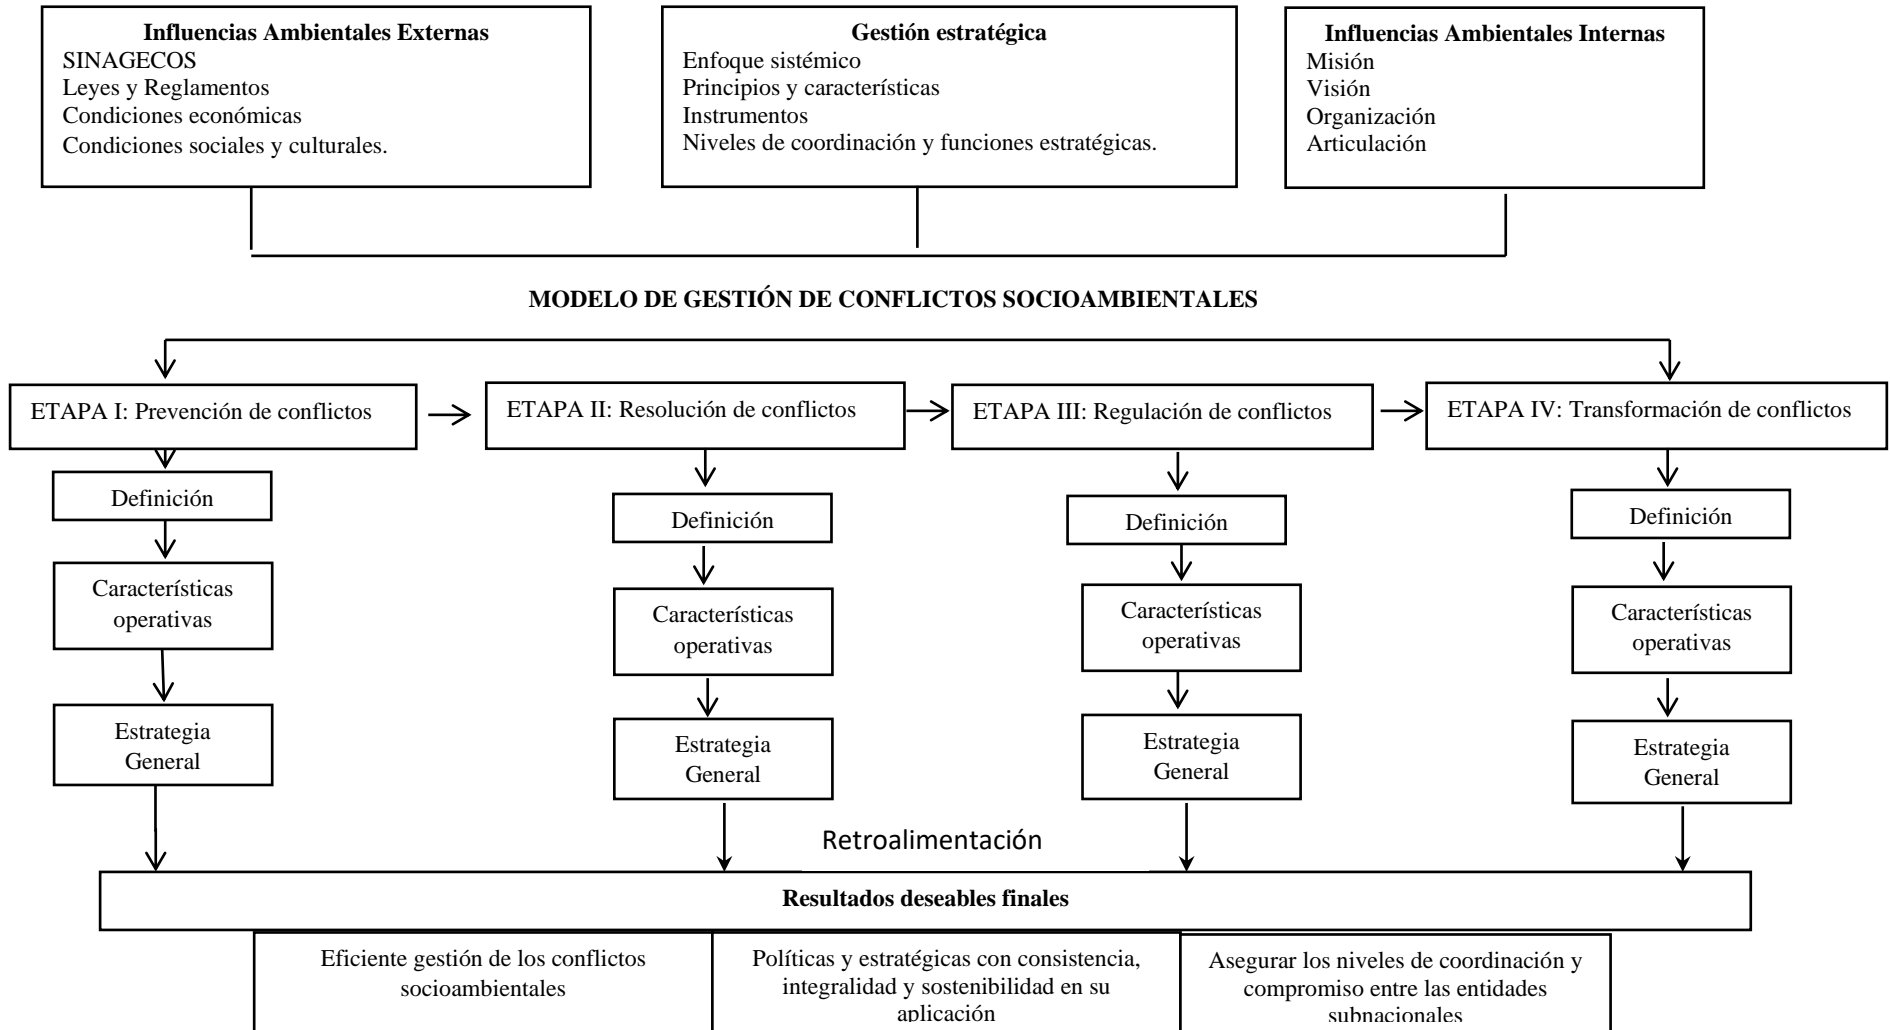 Influencias Ambientales Externas
SINAGECOS
Leyes y Reglamentos
Condiciones económicas
Condiciones sociales y culturales.
Gestión estratégica
Enfoque sistémico
Principios y características
Instrumentos
Niveles de coordinación y funciones estratégicas.
Influencias Ambientales Internas
Misión
Visión
Organización
Articulación
MODELO DE GESTIÓN DE CONFLICTOS SOCIOAMBIENTALES
ETAPA I: Prevención de conflictos
ETAPA II: Resolución de conflictos
ETAPA III: Regulación de conflictos
ETAPA IV: Transformación de conflictos
Definición
Características
operativas
Estrategia
General
Definición
Características
operativas
Estrategia
General
Definición
Características
operativas
Estrategia
General
Definición
Características
operativas
Estrategia
General
Retroalimentación
Resultados deseables finales
Eficiente gestión de los conflictos
socioambientales
Políticas y estratégicas con consistencia,
integralidad y sostenibilidad en su
aplicación
Asegurar los niveles de coordinación y
compromiso entre las entidades
subnacionales